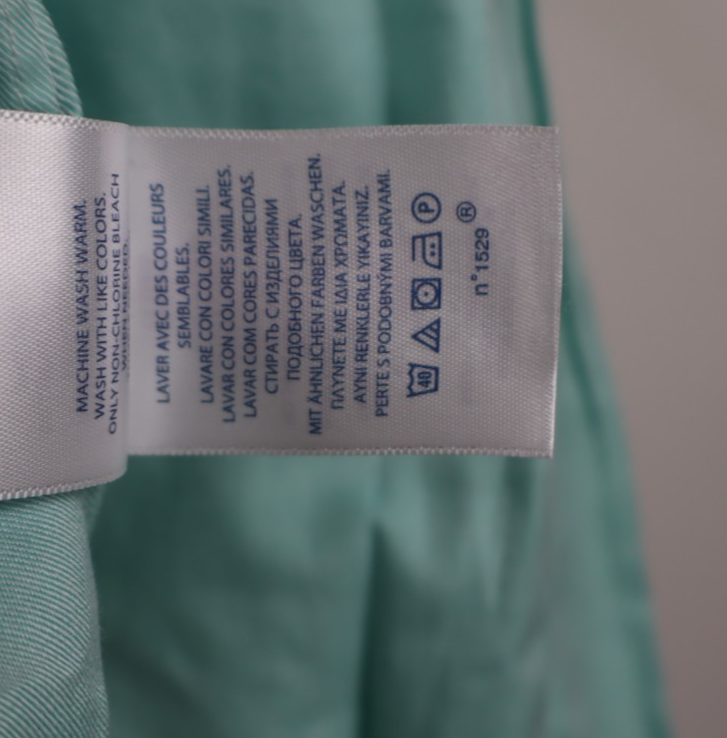 MACHINE WASH WARM.
WASH WITH LIKE COLORS.
ONLY NON-CHLORINE BLEACH
WHEN NEEDED.
LAVER AVEC DES COULEURS
SEMBLABLES.
LAVARE CON COLORI SIMILI.
LAVAR CON COLORES SIMILARES.
LAVAR COM CORES PARECIDAS.
СТИРАТЬ С ИЗДЕЛИЯМИ
ПОДОБНОГО ЦВЕТА.
MIT ÄHNLICHEN FARBEN WASCHEN.
ΠΛΥΝΕΤΕ ΜΕ ΙΔΙΑ ΧΡΩΜΑΤΑ.
AYNI RENKLERLE YIKAYINIZ.
PERTE S PODOBNÝMI BARVAMI.
40 P
n°1529 ®